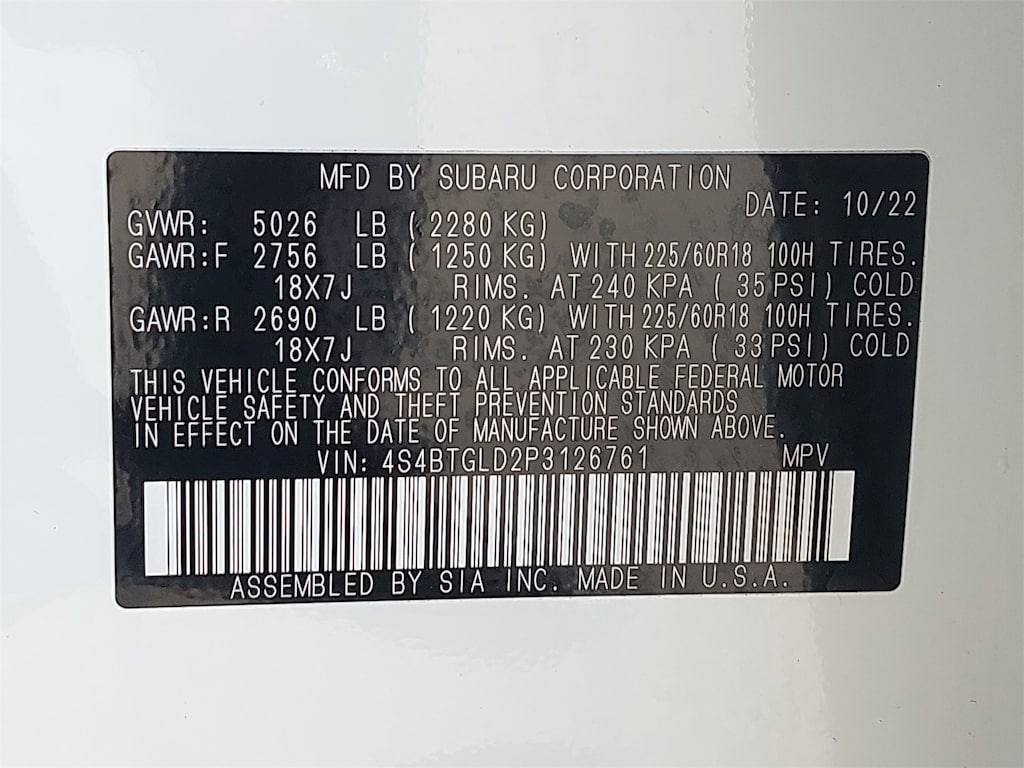 MFD BY SUBARU CORPORATION
DATE: 10/22
GVWR: 5026 LB ( 2280 KG)
GAWR:F 2756 LB ( 1250 KG) WITH 225/60R18 100H TIRES.
18X7J RIMS. AT 240 KPA ( 35 PSI) COLD
GAWR:R 2690 LB ( 1220 KG) WITH 225/60R18 100H TIRES.
18X7J RIMS. AT 230 KPA ( 33 PSI) COLD
THIS VEHICLE CONFORMS TO ALL APPLICABLE FEDERAL MOTOR
VEHICLE SAFETY AND THEFT PREVENTION STANDARDS
IN EFFECT ON THE DATE OF MANUFACTURE SHOWN ABOVE.
VIN: 4S4BTGLD2P3126761 MPV
ASSEMBLED BY SIA INC. MADE IN U.S.A.